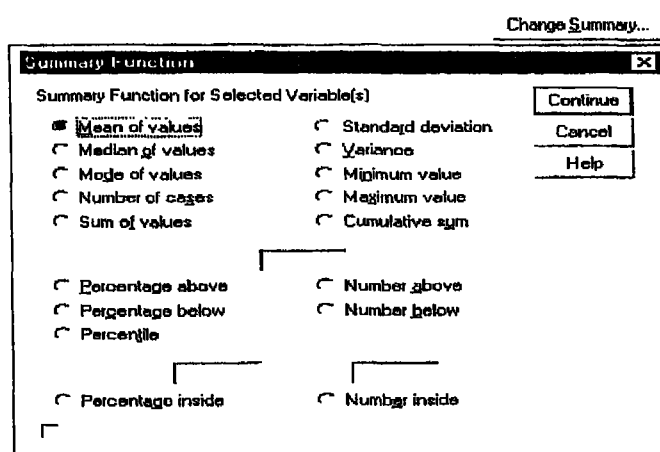 Change Summary...
Summary Function
Summary Function for Selected Variable(s)
Mean of values
Standard deviation
Continue
Median of values
Variance
Cancel
Mode of values
Minimum value
Help
Number of cases
Maximum value
Sum of values
Cumulative sum
Percentage above
Number above
Percentage below
Number below
Percentile
Percentage inside
Number inside